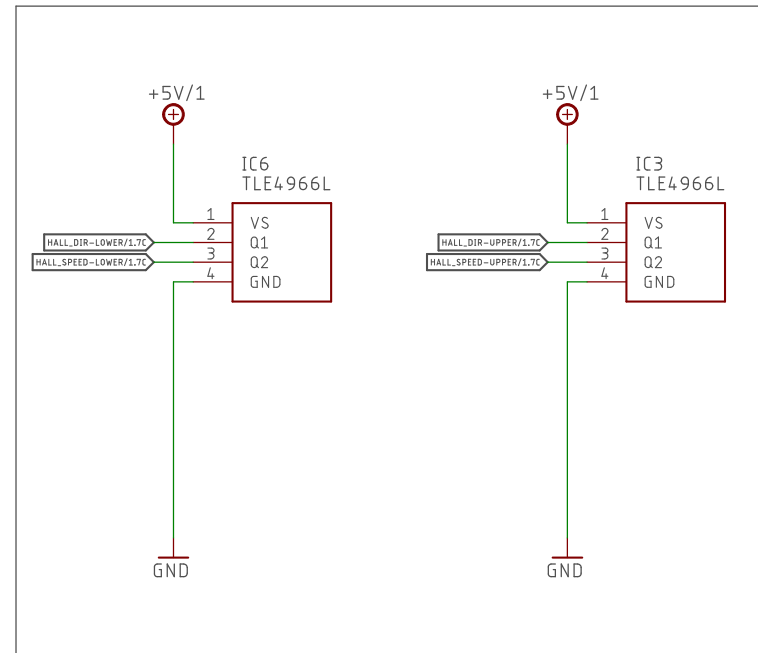 +5V/1
IC6
TLE4966L
1
VS
HALL_DIR-LOWER/1.7C
2
Q1
HALL_SPEED-LOWER/1.7C
3
Q2
4
GND
GND
+5V/1
IC3
TLE4966L
1
VS
HALL_DIR-UPPER/1.7C
2
Q1
HALL_SPEED-UPPER/1.7C
3
Q2
4
GND
GND